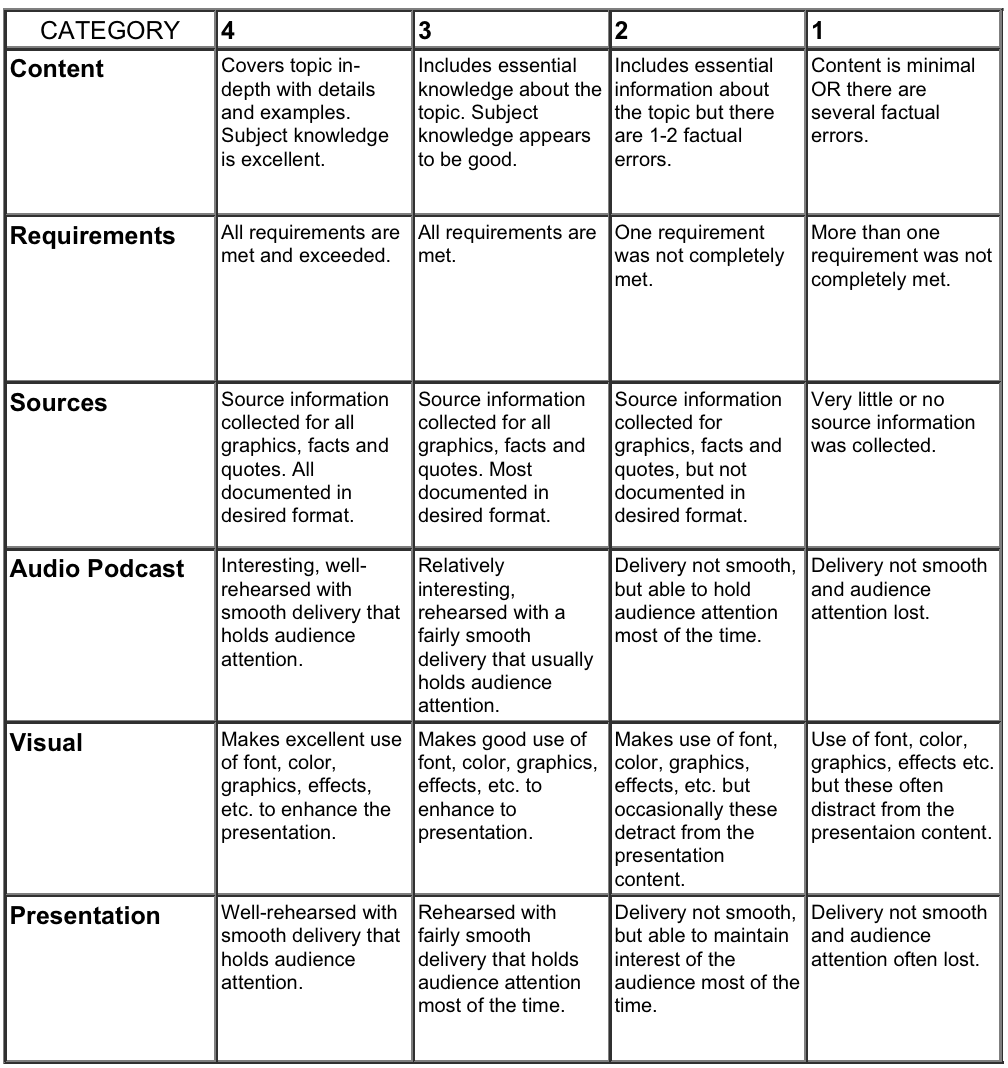 CATEGORY 4 3 2 1
Content
Covers topic in-
depth with details
and examples.
Subject knowledge
is excellent.
Includes essential
knowledge about the
topic. Subject
knowledge appears
to be good.
Includes essential
information about
the topic but there
are 1-2 factual
errors.
Content is minimal
OR there are
several factual
errors.
Requirements
All requirements are
met and exceeded.
All requirements are
met.
One requirement
was not completely
met.
More than one
requirement was not
completely met.
Sources
Source information
collected for all
graphics, facts and
quotes. All
documented in
desired format.
Source information
collected for all
graphics, facts and
quotes. Most
documented in
desired format.
Source information
collected for
graphics, facts and
quotes, but not
documented in
desired format.
Very little or no
source information
was collected.
Audio Podcast
Interesting, well-
rehearsed with
smooth delivery that
holds audience
attention.
Relatively
interesting,
rehearsed with a
fairly smooth
delivery that usually
holds audience
attention.
Delivery not smooth,
but able to hold
audience attention
most of the time.
Delivery not smooth
and audience
attention lost.
Visual
Makes excellent use
of font, color,
graphics, effects,
etc. to enhance the
presentation.
Makes good use of
font, color, graphics,
effects, etc. to
enhance to
presentation.
Makes use of font,
color, graphics,
effects, etc. but
occasionally these
detract from the
presentation
content.
Use of font, color,
graphics, effects etc.
but these often
distract from the
presentaion content.
Presentation
Well-rehearsed with
smooth delivery that
holds audience
attention.
Rehearsed with
fairly smooth
delivery that holds
audience attention
most of the time.
Delivery not smooth,
but able to maintain
interest of the
audience most of the
time.
Delivery not smooth
and audience
attention often lost.